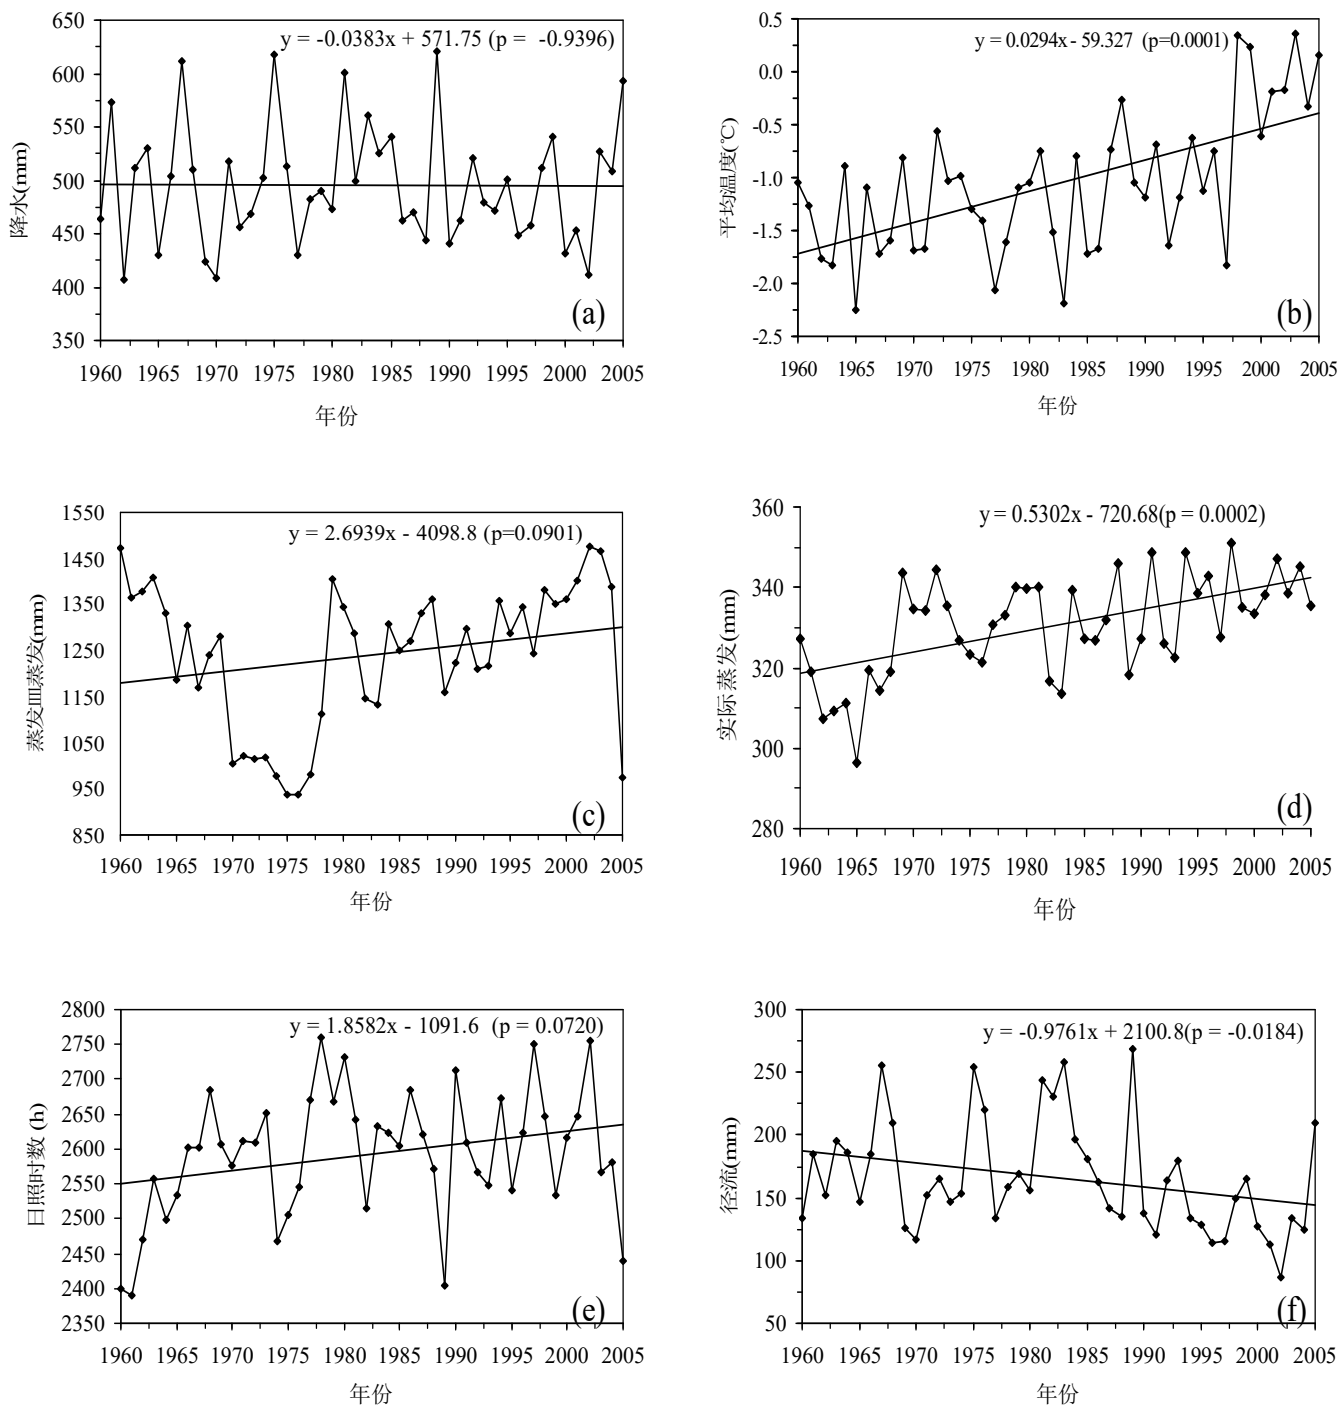 y = -0.0383x + 571.75 (p = -0.9396)
650
600
550
500
450
400
350
降水(mm)
(a)
1960 1965 1970 1975 1980 1985 1990 1995 2000 2005
年份
y = 0.0294x - 59.327 (p=0.0001)
0.5
0.0
-0.5
-1.0
-1.5
-2.0
-2.5
平均温度(℃)
(b)
1960 1965 1970 1975 1980 1985 1990 1995 2000 2005
年份
y = 2.6939x - 4098.8 (p=0.0901)
1550
1450
1350
1250
1150
1050
950
850
蒸发皿蒸发(mm)
(c)
1960 1965 1970 1975 1980 1985 1990 1995 2000 2005
年份
y = 0.5302x - 720.68(p = 0.0002)
360
340
320
300
280
实际蒸发(mm)
(d)
1960 1965 1970 1975 1980 1985 1990 1995 2000 2005
年份
y = 1.8582x - 1091.6 (p = 0.0720)
2800
2750
2700
2650
2600
2550
2500
2450
2400
2350
日照时数 (h)
(e)
1960 1965 1970 1975 1980 1985 1990 1995 2000 2005
年份
y = -0.9761x + 2100.8(p = -0.0184)
300
250
200
150
100
50
径流(mm)
(f)
1960 1965 1970 1975 1980 1985 1990 1995 2000 2005
年份